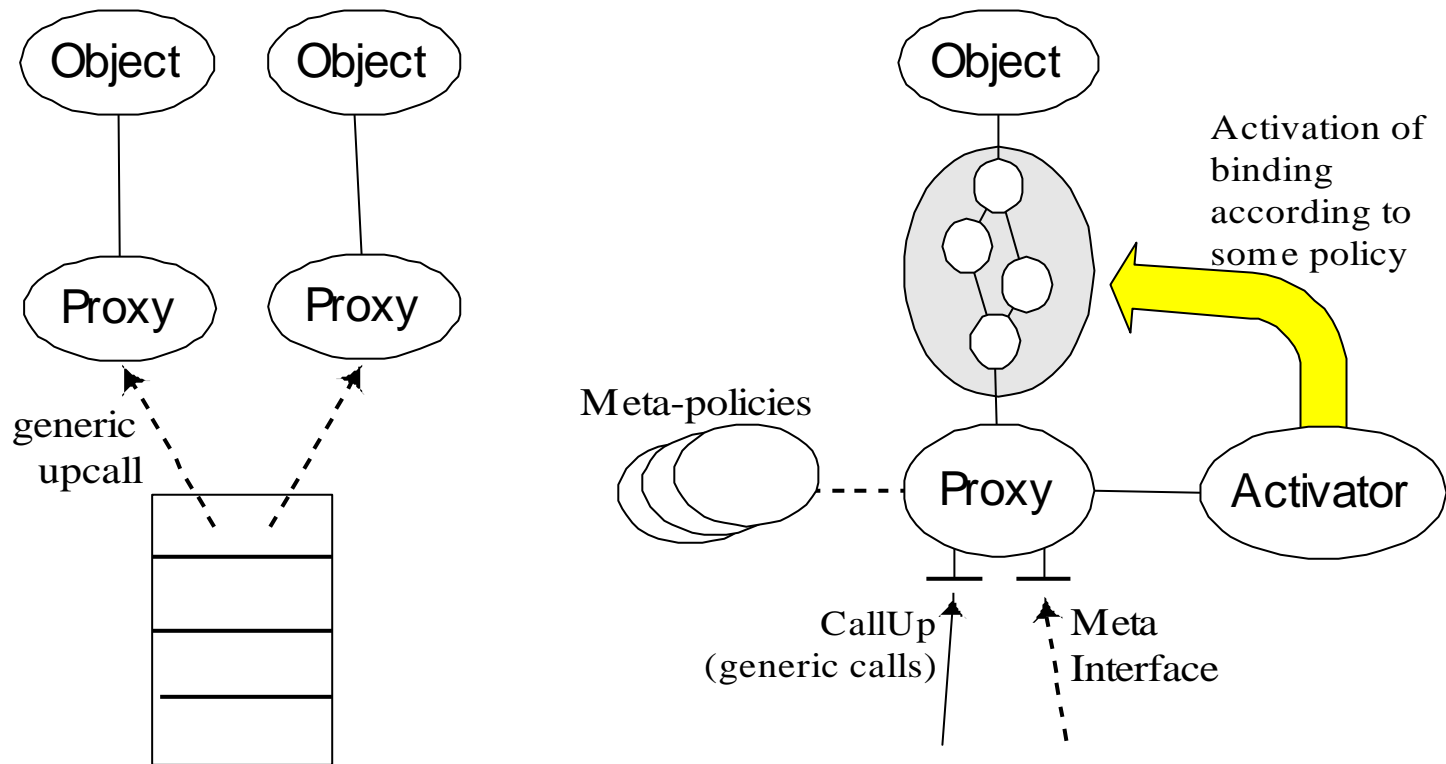 Object
Object
Proxy
Proxy
generic
upcall
Object
Activation of
binding
according to
some policy
Meta-policies
Proxy
Activator
CallUp
(generic calls)
Meta
Interface